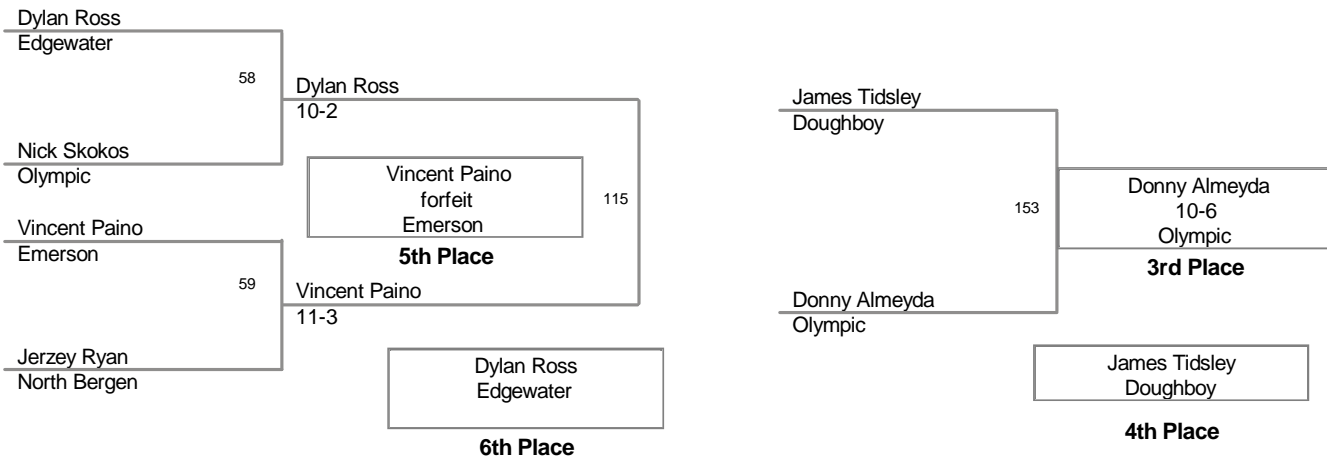 Dylan Ross
Edgewater
58
Dylan Ross
10-2
Nick Skokos
Olympic
Vincent Paino
forfeit
Emerson
5th Place
115
Vincent Paino
Emerson
59
Vincent Paino
11-3
Jerzey Ryan
North Bergen
Dylan Ross
Edgewater
6th Place
James Tidsley
Doughboy
153
Donny Almeyda
10-6
Olympic
3rd Place
Donny Almeyda
Olympic
James Tidsley
Doughboy
4th Place